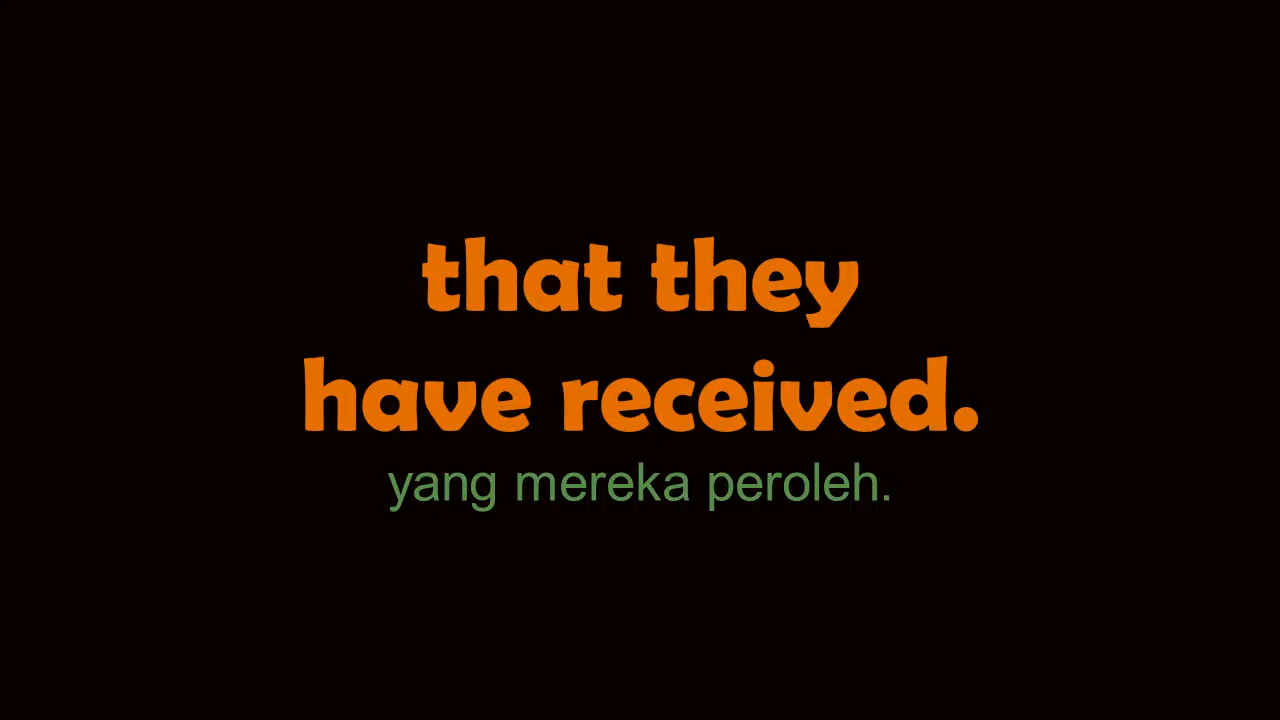 that they
have received.
yang mereka peroleh.